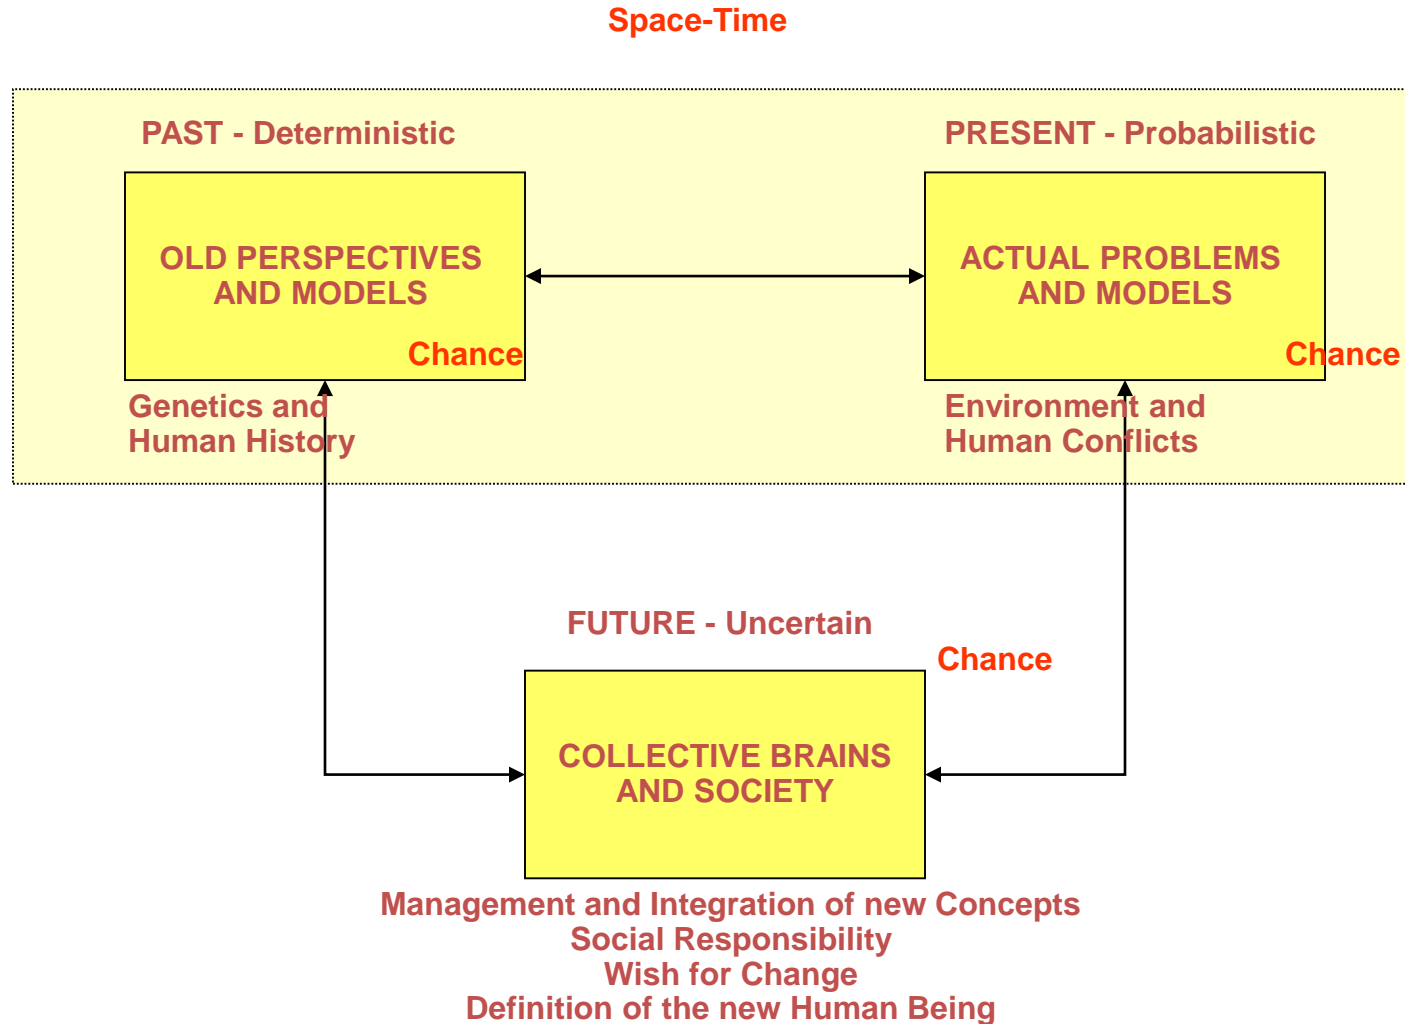 Space-Time
PAST - Deterministic
PRESENT - Probabilistic
OLD PERSPECTIVES
AND MODELS
Chance
ACTUAL PROBLEMS
AND MODELS
Chance
Genetics and
Human History
Environment and
Human Conflicts
FUTURE - Uncertain
Chance
COLLECTIVE BRAINS
AND SOCIETY
Management and Integration of new Concepts
Social Responsibility
Wish for Change
Definition of the new Human Being